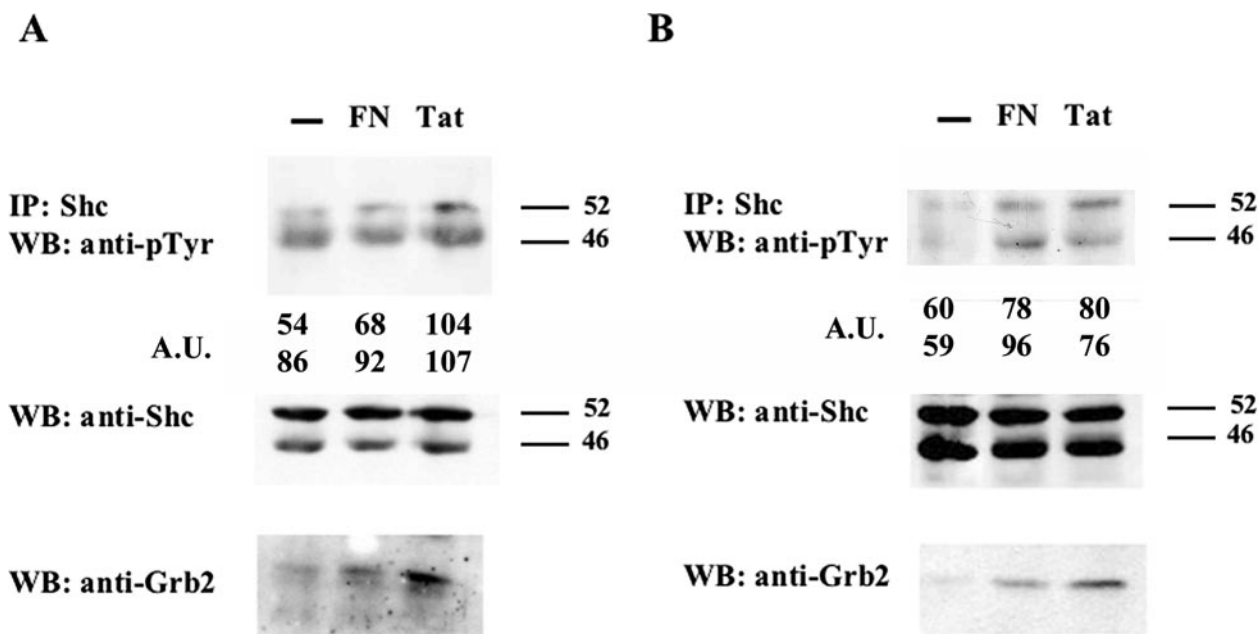 A
— FN Tat
IP: Shc
WB: anti-pTyr
52
46
A.U.
54 68 104
86 92 107
WB: anti-Shc
52
46
WB: anti-Grb2
B
— FN Tat
IP: Shc
WB: anti-pTyr
52
46
A.U.
60 78 80
59 96 76
WB: anti-Shc
52
46
WB: anti-Grb2